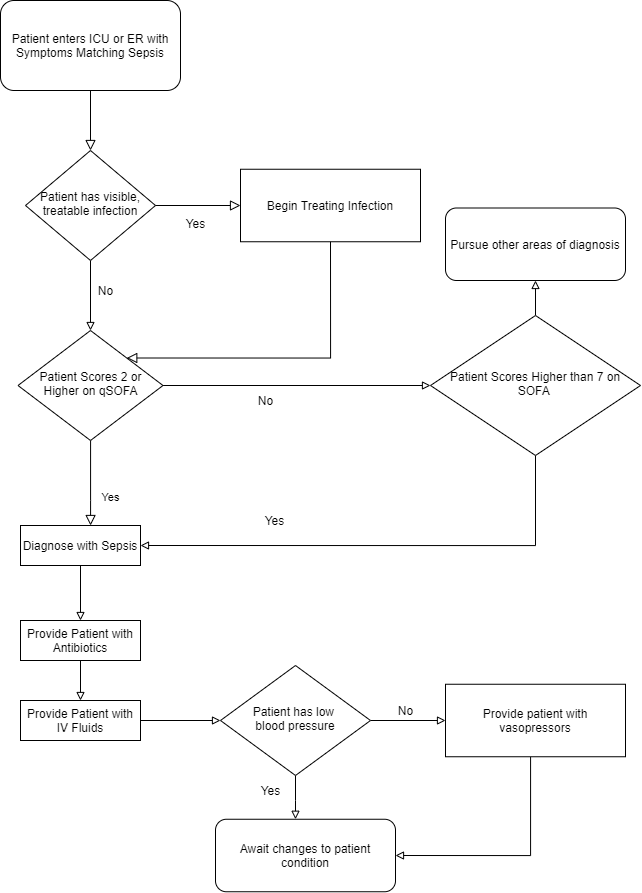 Patient enters ICU or ER with
Symptoms Matching Sepsis
Patient has visible,
treatable infection
Yes
Begin Treating Infection
Pursue other areas of diagnosis
No
Patient Scores 2 or
Higher on qSOFA
No
Patient Scores Higher than 7 on
SOFA
Yes
Yes
Diagnose with Sepsis
Provide Patient with
Antibiotics
Provide Patient with
IV Fluids
Patient has low
blood pressure
No
Provide patient with
vasopressors
Yes
Await changes to patient
condition